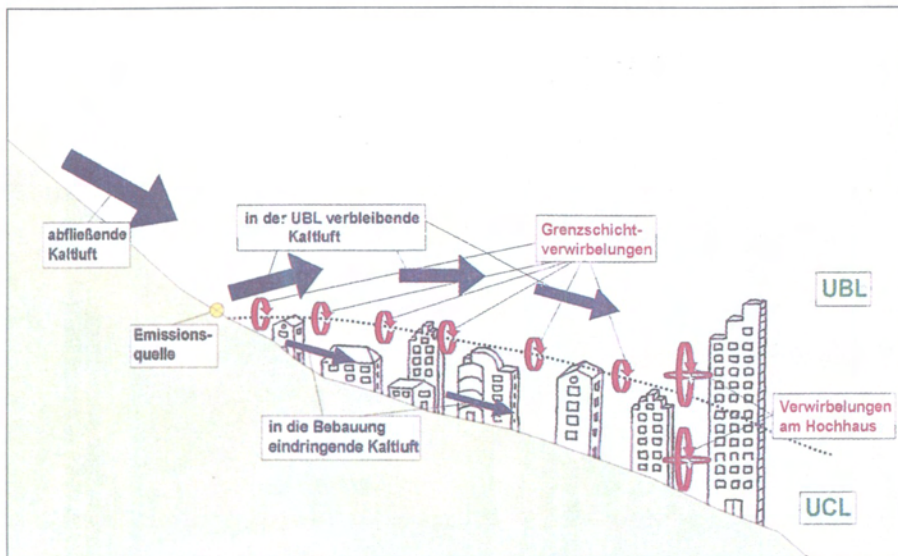 abfließende
Kaltluft
in der UBL verbleibende
Kaltluft
Grenzschicht-
verwirbelungen
UBL
Emissions-
quelle
in die Bebauung
eindringende Kaltluft
Verwirbelungen
am Hochhaus
UCL